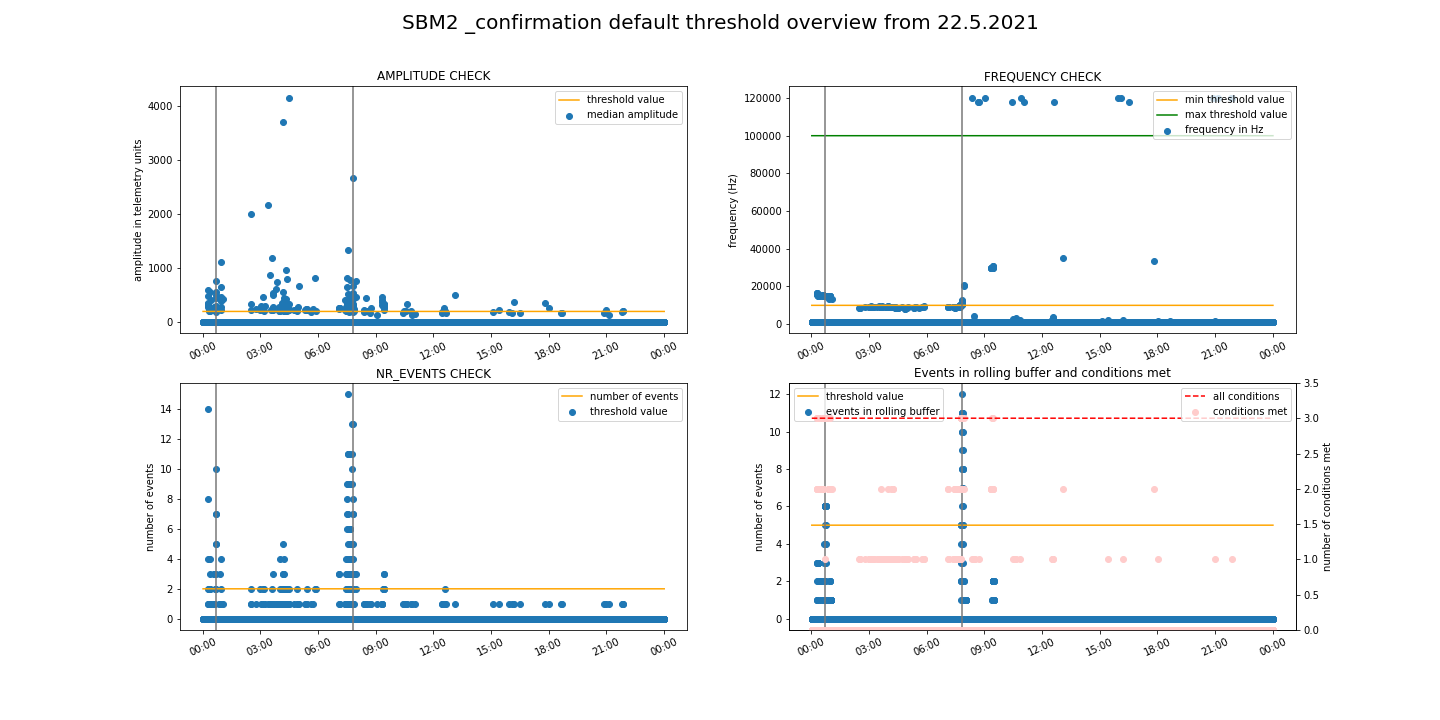 SBM2 _confirmation default threshold overview from 22.5.2021
AMPLITUDE CHECK
threshold value
median amplitude
amplitude in telemetry units
4000
3000
2000
1000
0
00:00 03:00 06:00 09:00 12:00 15:00 18:00 21:00 00:00
FREQUENCY CHECK
min threshold value
max threshold value
frequency in Hz
frequency (Hz)
120000
100000
80000
60000
40000
20000
0
00:00 03:00 06:00 09:00 12:00 15:00 18:00 21:00 00:00
NR_EVENTS CHECK
number of events
threshold value
number of events
14
12
10
8
6
4
2
0
00:00 03:00 06:00 09:00 12:00 15:00 18:00 21:00 00:00
Events in rolling buffer and conditions met
threshold value
events in rolling buffer
all conditions
conditions met
number of events
12
10
8
6
4
2
0
00:00 03:00 06:00 09:00 12:00 15:00 18:00 21:00 00:00
3.5
3.0
2.5
2.0
1.5
1.0
0.5
0.0
number of conditions met